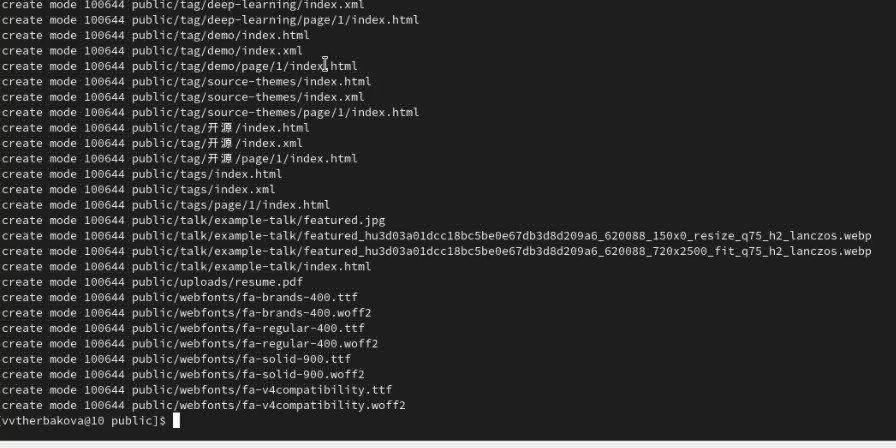 create mode 100644 public/tag/deep-learning/index.xml
create mode 100644 public/tag/deep-learning/page/1/index.html
create mode 100644 public/tag/demo/index.html
create mode 100644 public/tag/demo/index.xml
create mode 100644 public/tag/demo/page/1/index.html
create mode 100644 public/tag/source-themes/index.html
create mode 100644 public/tag/source-themes/index.xml
create mode 100644 public/tag/source-themes/page/1/index.html
create mode 100644 public/tag/开源/index.html
create mode 100644 public/tag/开源/index.xml
create mode 100644 public/tag/开源/page/1/index.html
create mode 100644 public/tags/index.html
create mode 100644 public/tags/index.xml
create mode 100644 public/tags/page/1/index.html
create mode 100644 public/talk/example-talk/featured.jpg
create mode 100644 public/talk/example-talk/featured_hu3d03a01dcc18bc5be0e67db3d8d209a6_620088_150x0_resize_q75_h2_lanczos.webp
create mode 100644 public/talk/example-talk/featured_hu3d03a01dcc18bc5be0e67db3d8d209a6_620088_720x2500_fit_q75_h2_lanczos.webp
create mode 100644 public/talk/example-talk/index.html
create mode 100644 public/uploads/resume.pdf
create mode 100644 public/webfonts/fa-brands-400.ttf
create mode 100644 public/webfonts/fa-brands-400.woff2
create mode 100644 public/webfonts/fa-regular-400.ttf
create mode 100644 public/webfonts/fa-regular-400.woff2
create mode 100644 public/webfonts/fa-solid-900.ttf
create mode 100644 public/webfonts/fa-solid-900.woff2
create mode 100644 public/webfonts/fa-v4compatibility.ttf
create mode 100644 public/webfonts/fa-v4compatibility.woff2
[vvtherbakova@10 public]$